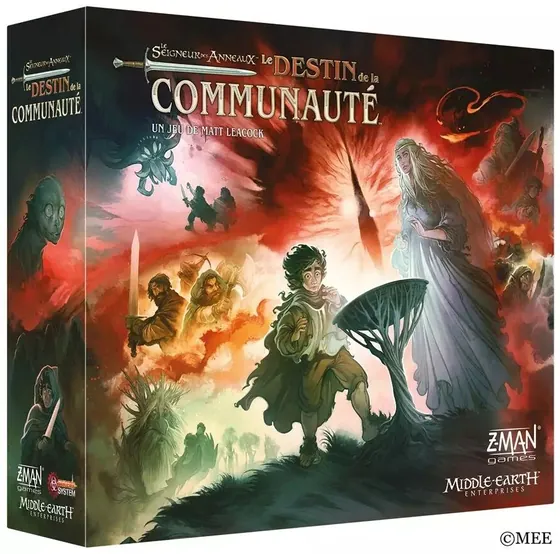 LE
SEIGNEUR DES ANNEAUX - LE DESTIN de la
COMMUNAUTÉ
UN JEU DE MATT LEACOCK
LE
SEIGNEUR DES ANNEAUX
LE DESTIN de la
COMMUNAUTÉ
Z-MAN
games
MIDDLE-EARTH
ENTERPRISES
Z-MAN
games
SYSTEM
MIDDLE-EARTH
ENTERPRISES
©MEE